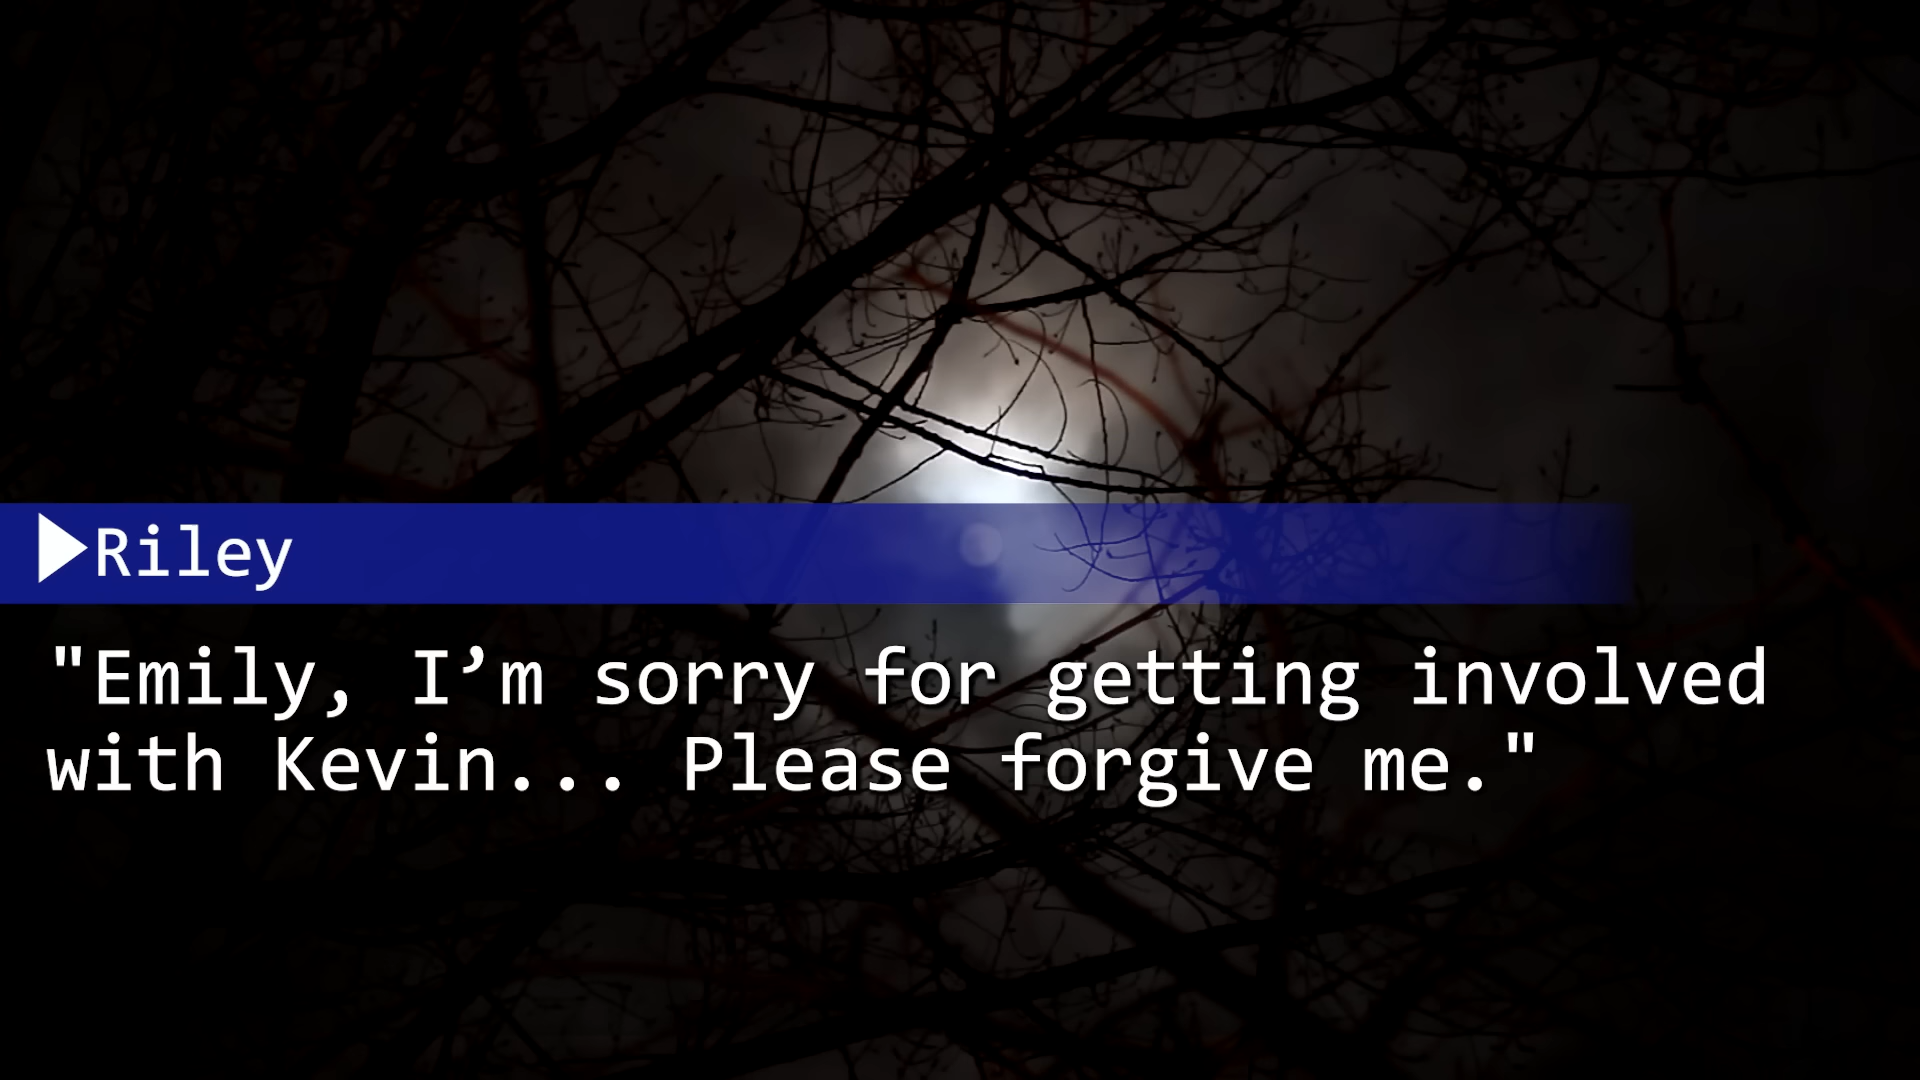 Riley
"Emily, I’m sorry for getting involved
with Kevin... Please forgive me."